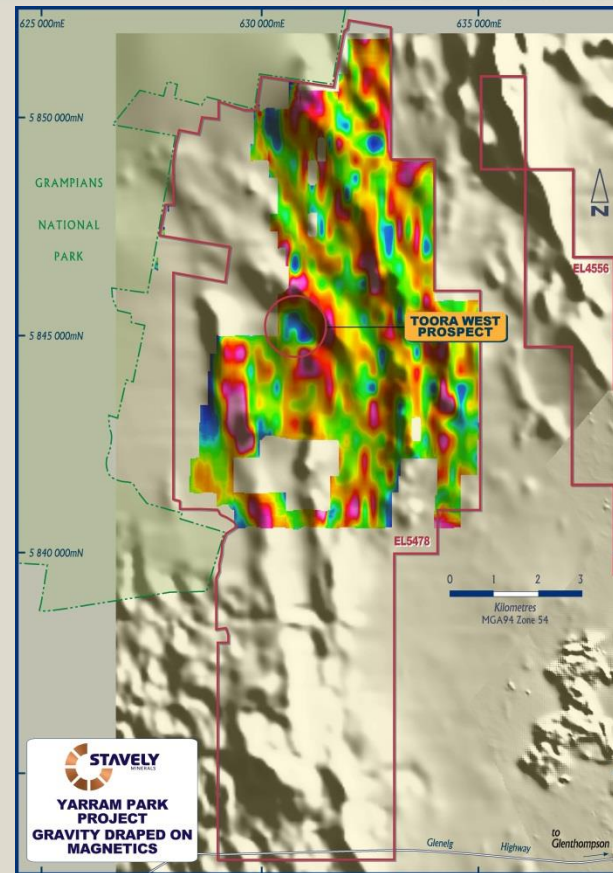 625 000mE
630 000mE
635 000mE
5 850 000mN
GRAMPIANS
NATIONAL
PARK
N
EL4556
5 845 000mN
TOORA WEST
PROSPECT
5 840 000mN
EL5478
0 1 2 3
Kilometres
MGA94 Zone 54
STAVELY
MINERALS
YARRAM PARK
PROJECT
GRAVITY DRAPED ON
MAGNETICS
Glenelg Highway
to
Glenthompson